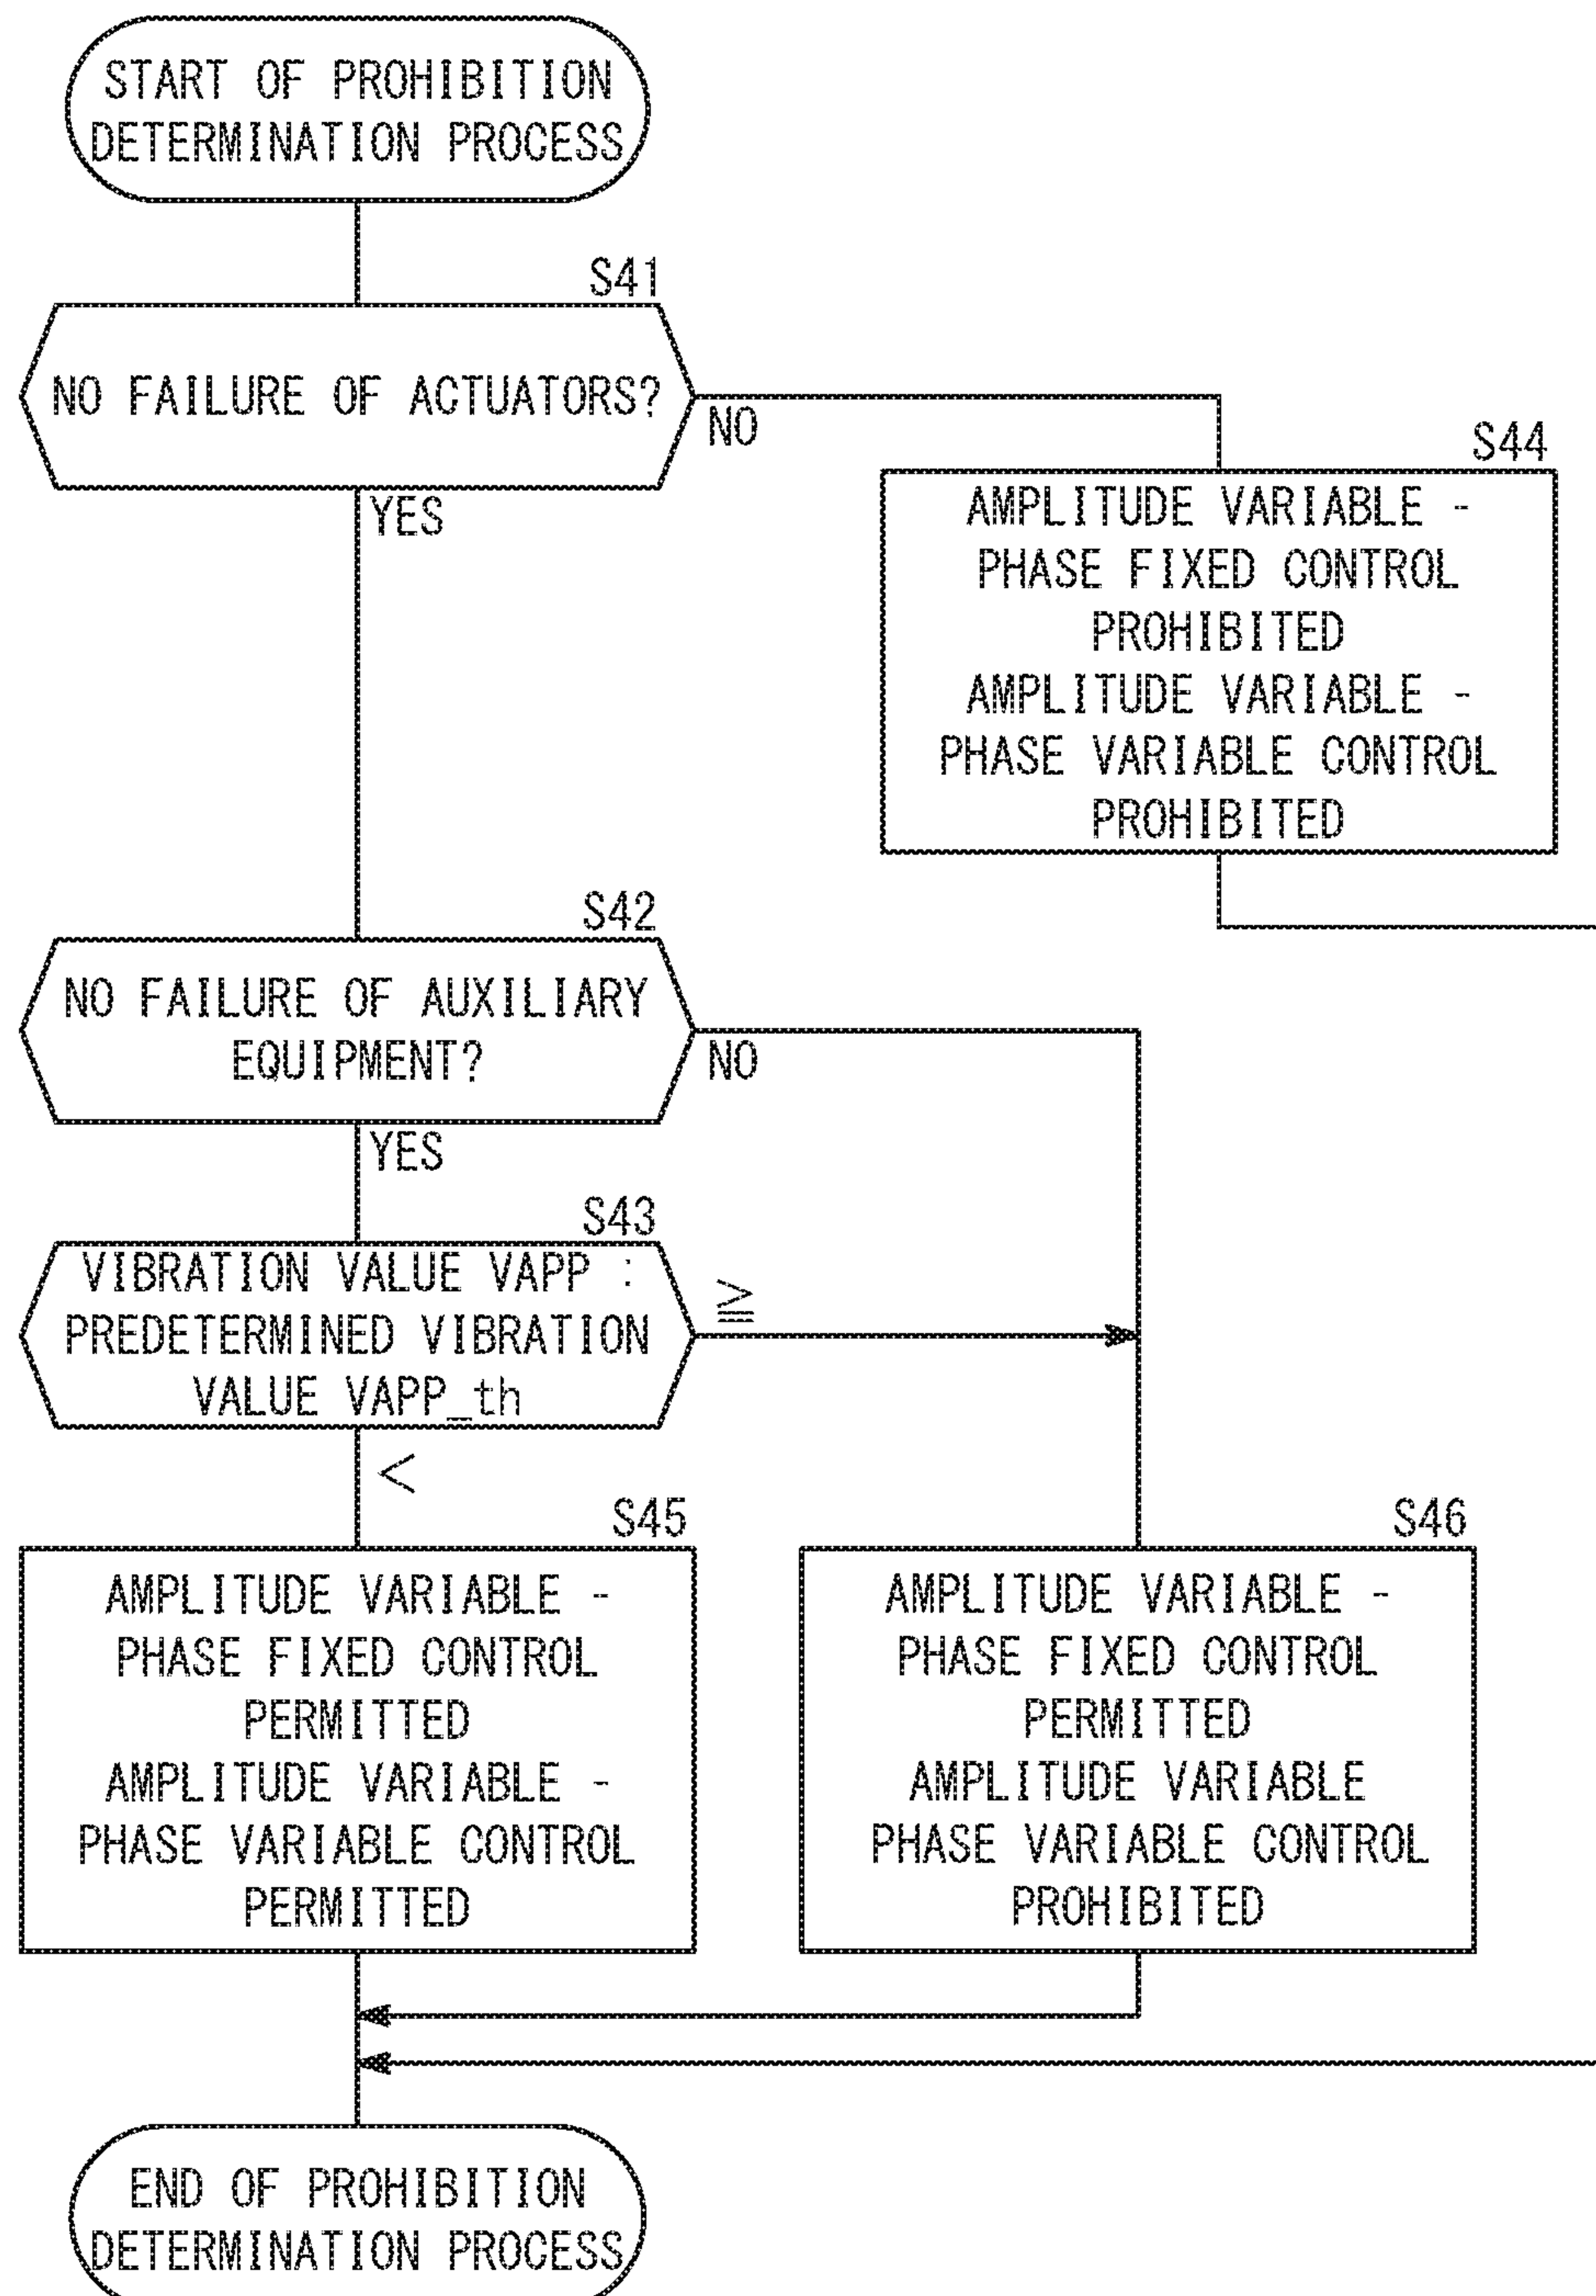 START OF PROHIBITION
DETERMINATION PROCESS
S41
NO FAILURE OF ACTUATORS?
NO
YES
S44
AMPLITUDE VARIABLE -
PHASE FIXED CONTROL
PROHIBITED
AMPLITUDE VARIABLE -
PHASE VARIABLE CONTROL
PROHIBITED
S42
NO FAILURE OF AUXILIARY
EQUIPMENT?
NO
YES
S43
VIBRATION VALUE VAPP :
PREDETERMINED VIBRATION
VALUE VAPP_th
≧
<
S45
AMPLITUDE VARIABLE -
PHASE FIXED CONTROL
PERMITTED
AMPLITUDE VARIABLE -
PHASE VARIABLE CONTROL
PERMITTED
S46
AMPLITUDE VARIABLE -
PHASE FIXED CONTROL
PERMITTED
AMPLITUDE VARIABLE
PHASE VARIABLE CONTROL
PROHIBITED
END OF PROHIBITION
DETERMINATION PROCESS